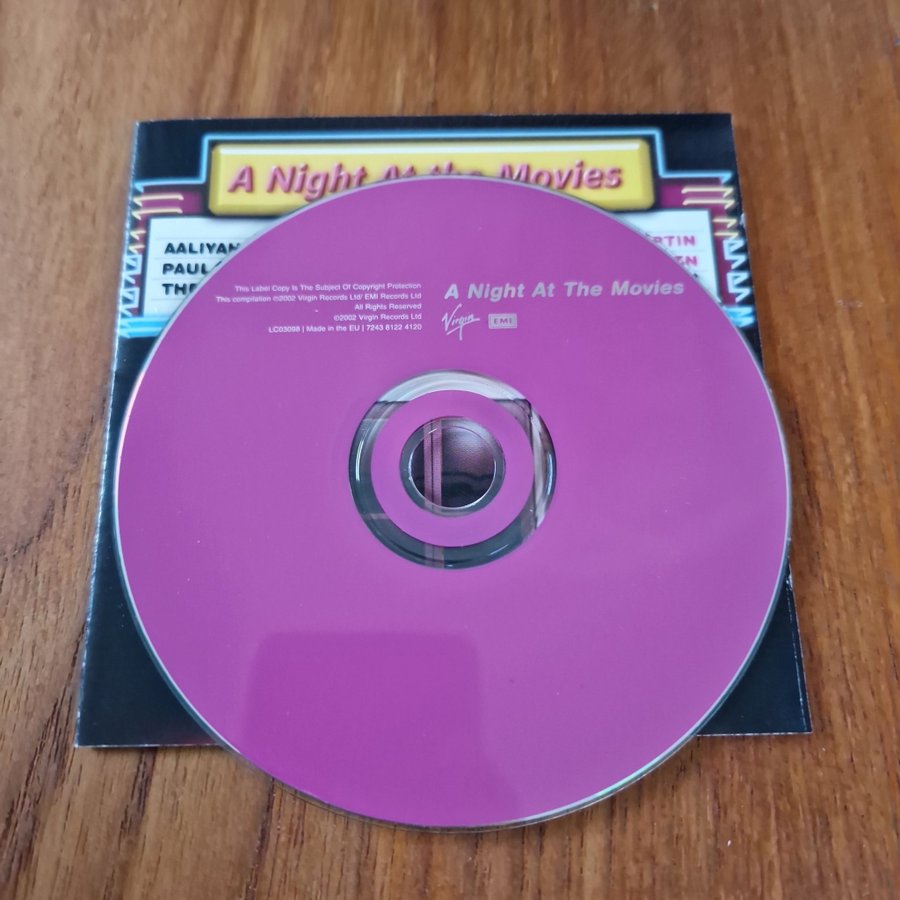 A Night At the Movies
AALIYAH
PAUL
THE
This Label Copy Is The Subject Of Copyright Protection
This compilation ©2002 Virgin Records Ltd/ EMI Records Ltd
All Rights Reserved
©2002 Virgin Records Ltd
LC03098 | Made in the EU | 7243 8122 4120
A Night At The Movies
Virgin
EMI